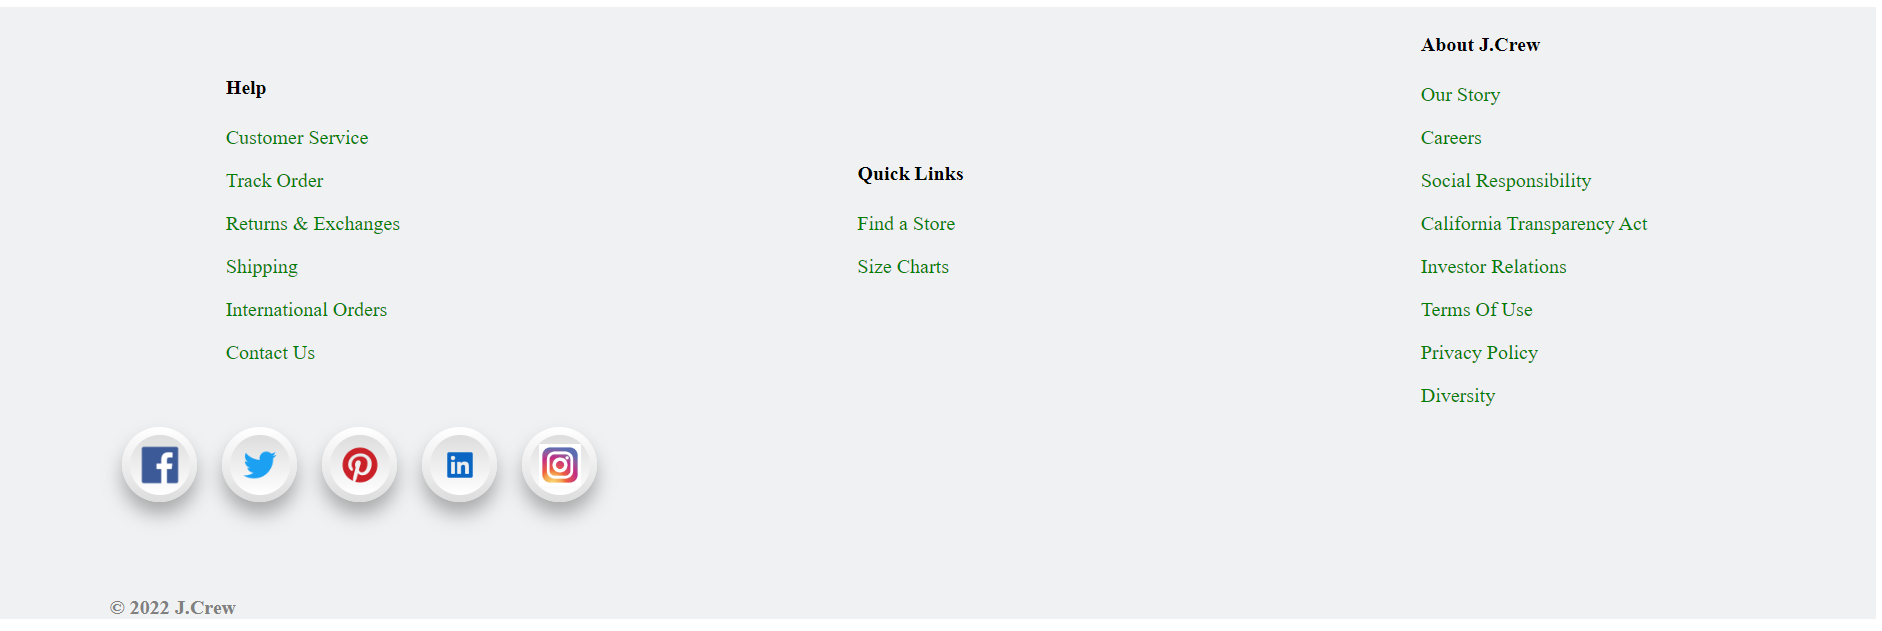 Help
Customer Service
Track Order
Returns & Exchanges
Shipping
International Orders
Contact Us
Quick Links
Find a Store
Size Charts
About J.Crew
Our Story
Careers
Social Responsibility
California Transparency Act
Investor Relations
Terms Of Use
Privacy Policy
Diversity
© 2022 J.Crew